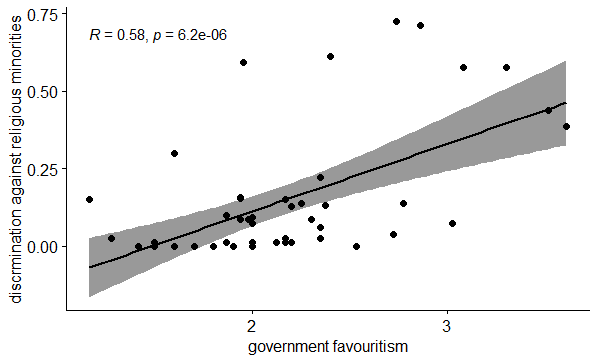 0.75
R = 0.58, p = 6.2e-06
0.50
0.25
0.00
discrmination against religious minorities
2
3
government favouritism